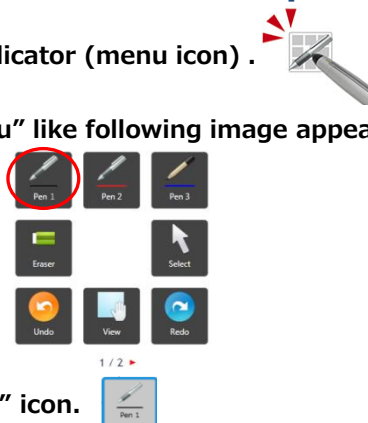 dicator (menu icon) .
u” like following image appea
Pen 1 Pen 2 Pen 3
Eraser Select
Undo View Redo
1 / 2
” icon.
Pen 1